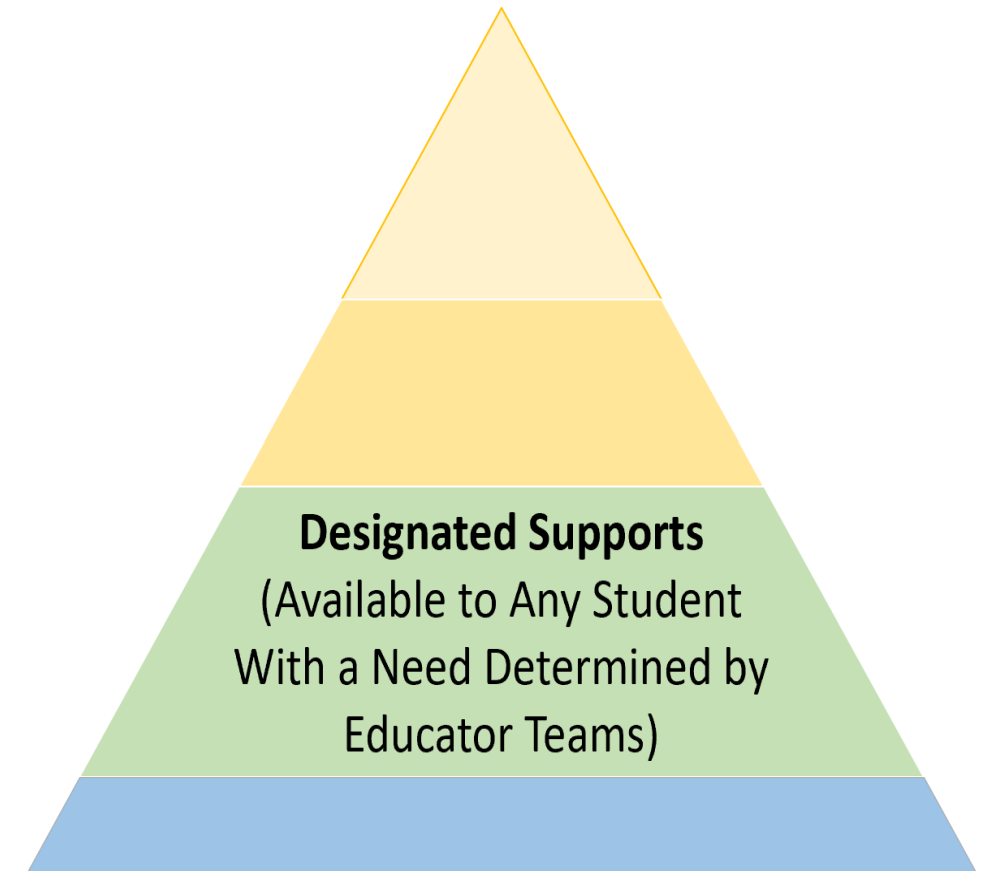 Designated Supports
(Available to Any Student
With a Need Determined by
Educator Teams)